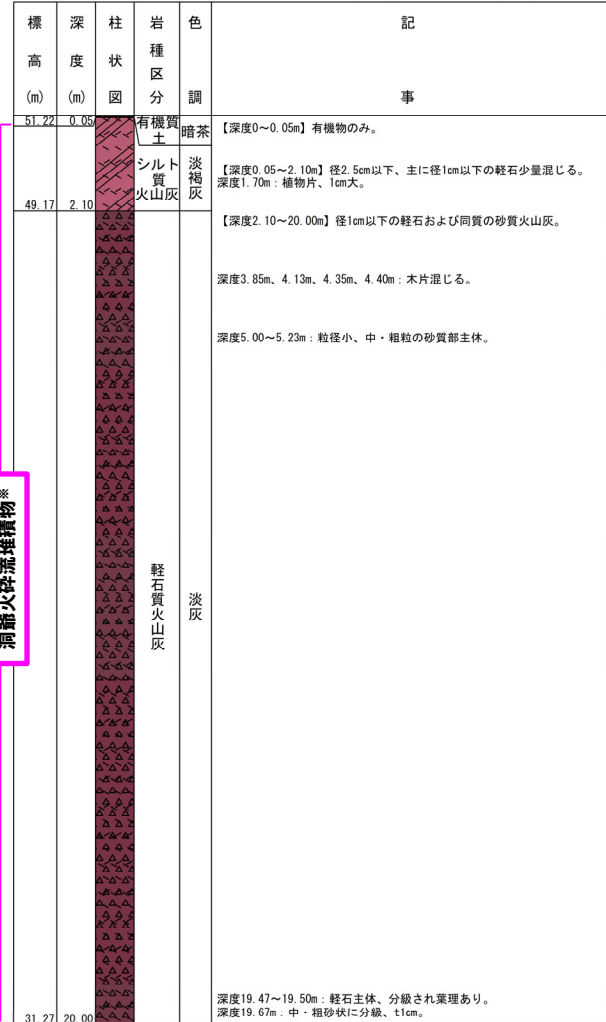 標高(m)
深度(m)
柱状図
岩種区分
色調
記事
51.22 0.05 有機質土 暗茶 【深度0～0.05m】有機物のみ。
シルト質火山灰 淡褐灰 【深度0.05～2.10m】径2.5cm以下、主に径1cm以下の軽石少量混じる。
深度1.70m：植物片、1cm大。
49.17 2.10
【深度2.10～20.00m】径1cm以下の軽石および同質の砂質火山灰。
深度3.85m、4.13m、4.35m、4.40m：木片混じる。
深度5.00～5.23m：粒径小、中・粗粒の砂質部主体。
洞爺火砕流堆積物※
軽石質火山灰
淡灰
深度19.47～19.50m：軽石主体、分級され葉理あり。
深度19.67m．中・粗砂状に分級、t1cm。
31.27 20.00